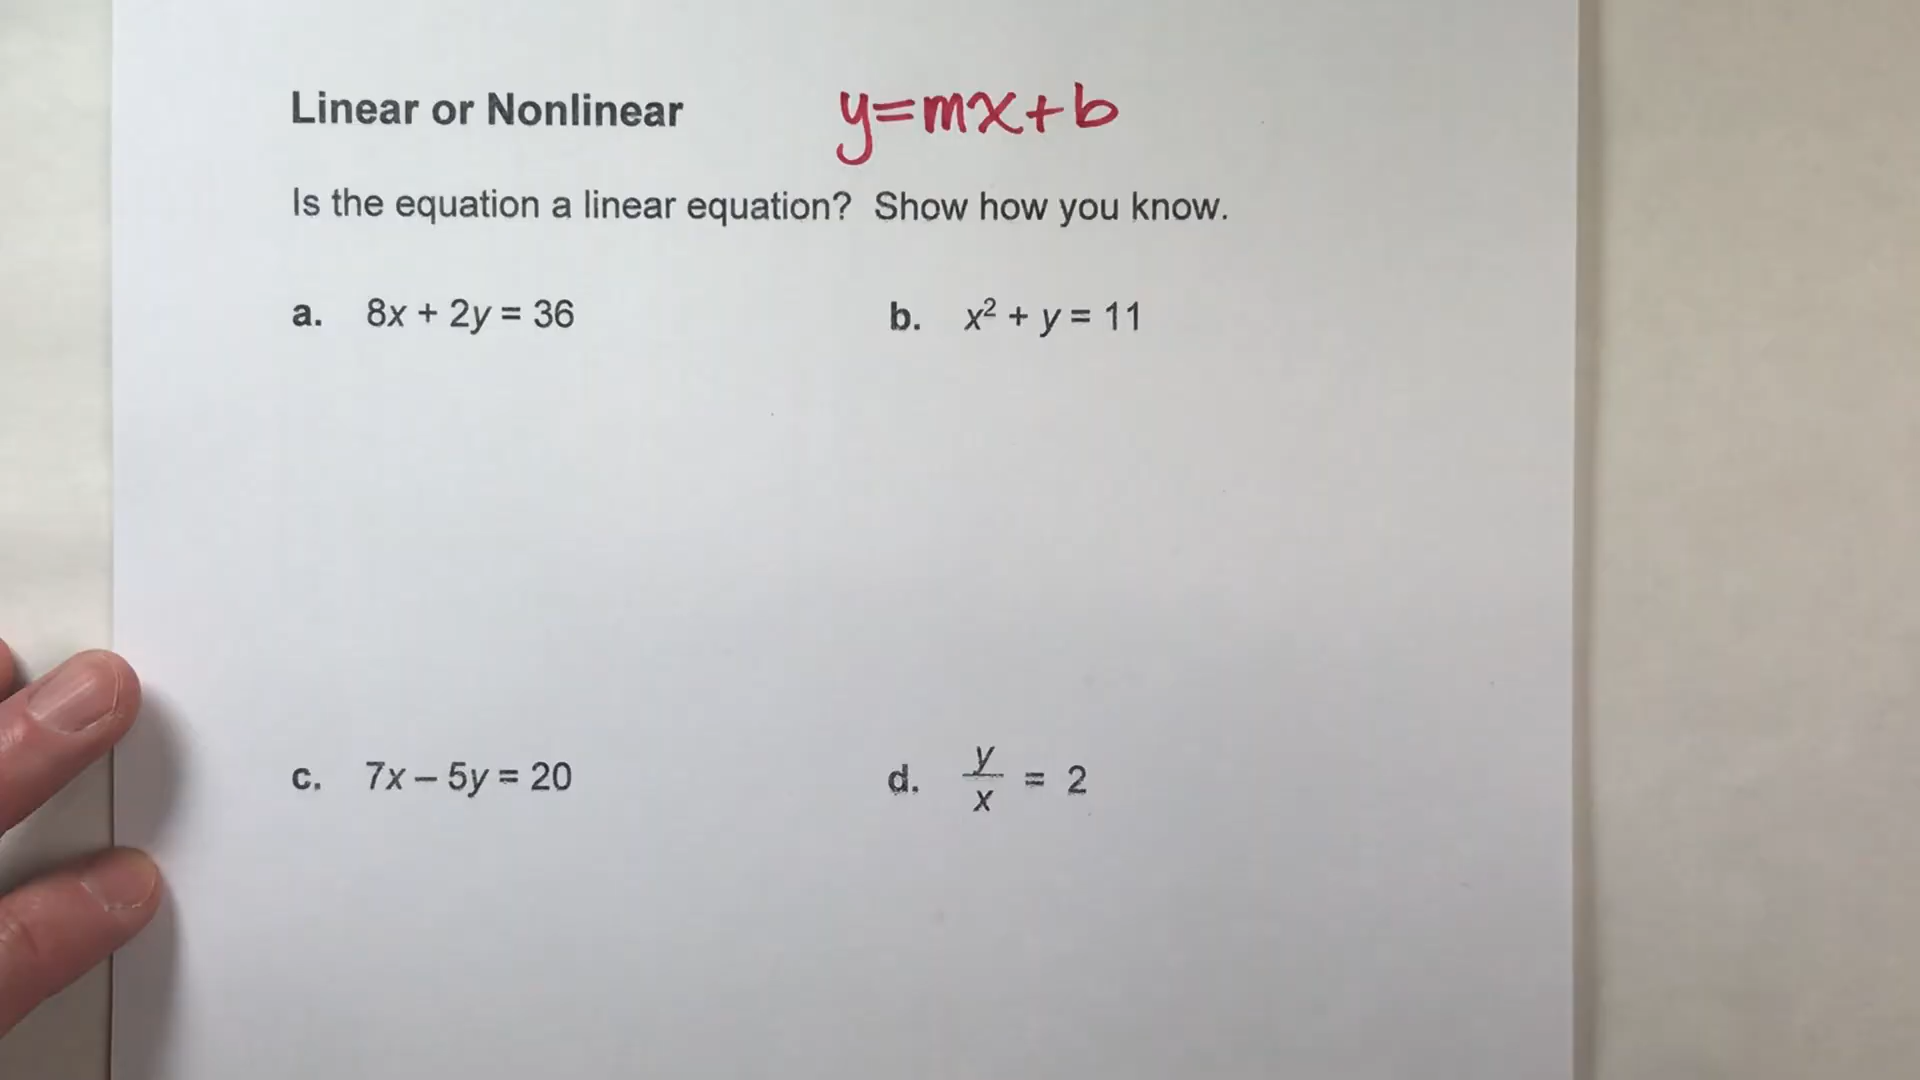 Linear or Nonlinear y=mx+b
Is the equation a linear equation? Show how you know.
a. 8x + 2y = 36 b. x² + y = 11
c. 7x – 5y = 20 d. y/x = 2